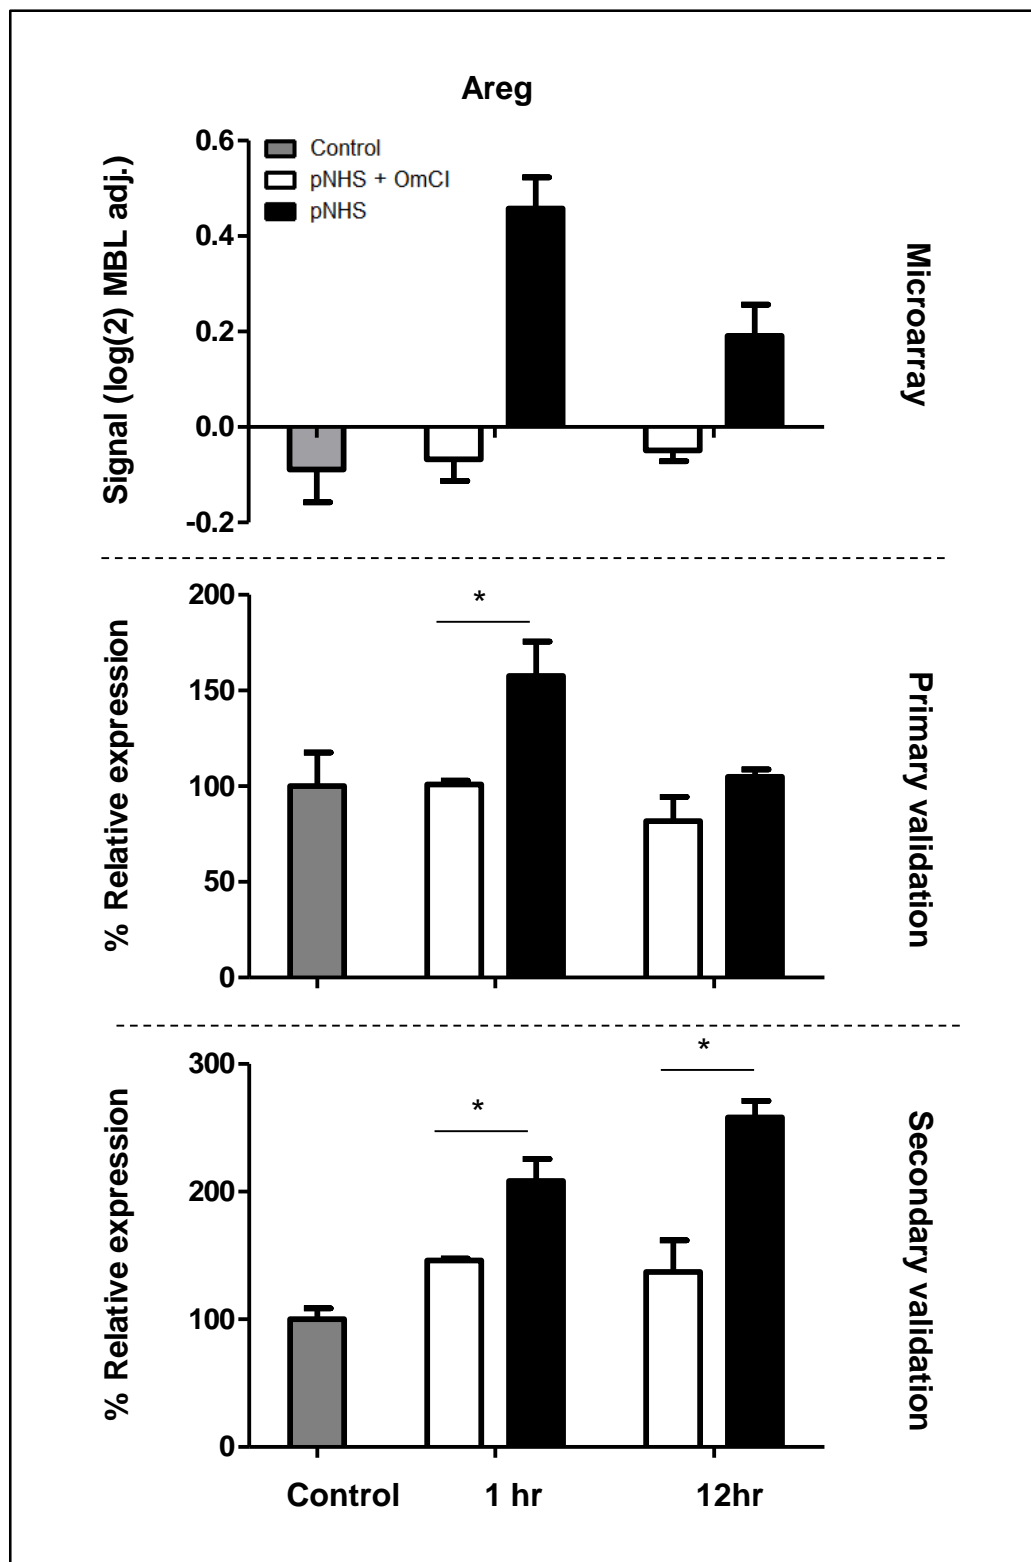 Areg
Control
pNHS + OmCI
pNHS
Signal (log(2) MBL adj.)
0.6
0.4
0.2
0.0
-0.2
Microarray
% Relative expression
200
150
100
50
0
*
Primary validation
% Relative expression
300
200
100
0
*
*
Secondary validation
Control
1 hr
12hr